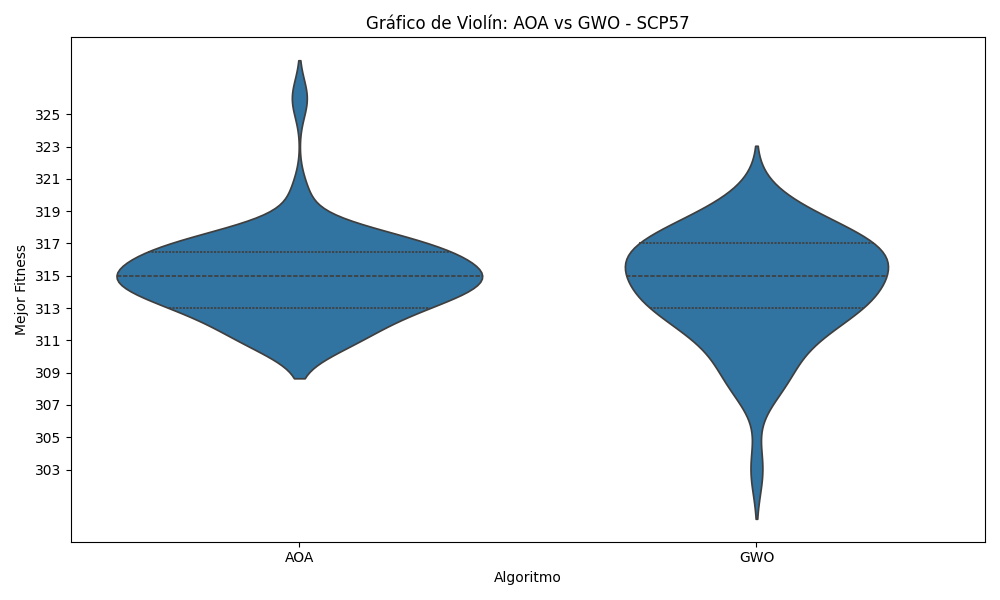 Gráfico de Violín: AOA vs GWO - SCP57
Mejor Fitness
325
323
321
319
317
315
313
311
309
307
305
303
AOA
GWO
Algoritmo